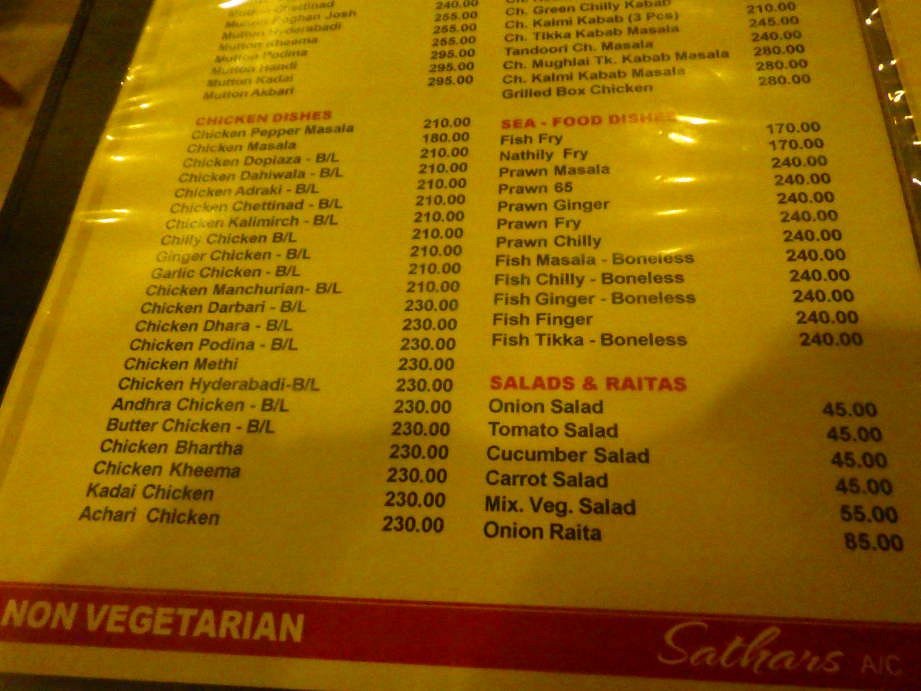 Mutton Chettinad
Mutton Roghan Josh 240.00
Mutton Hyderabadi 255.00
Mutton Kheema 255.00
Mutton Podina 255.00
Mutton Handi 295.00
Mutton Kadai 295.00
Mutton Akbari 295.00
CHICKEN DISHES
Chicken Pepper Masala 210.00
Chicken Masala 180.00
Chicken Dopiaza - B/L 210.00
Chicken Dahiwala - B/L 210.00
Chicken Adraki - B/L 210.00
Chicken Chettinad - B/L 210.00
Chicken Kalimirch - B/L 210.00
Chilly Chicken B/L 210.00
Ginger Chicken - B/L 210.00
Garlic Chicken - B/L 210.00
Chicken Manchurian- B/L 210.00
Chicken Darbari - B/L 230.00
Chicken Dhara - B/L 230.00
Chicken Podina - B/L 230.00
Chicken Methi 230.00
Chicken Hyderabadi-B/L 230.00
Andhra Chicken - B/L 230.00
Butter Chicken - B/L 230.00
Chicken Bhartha 230.00
Chicken Kheema 230.00
Kadai Chicken 230.00
Achari Chicken 230.00
Ch. Green Chilly Kabab
Ch. Kalmi Kabab (3 Pcs) 210.00
Ch. Tikka Kabab Masala 245.00
Tandoori Ch. Masala 240.00
Ch. Mughlai Tk. Kabab Masala 280.00
Ch. Kalmi Kabab Masala 280.00
Grilled Box Chicken 280.00
SEA - FOOD DISHES
Fish Fry 170.00
Nathily Fry 170.00
Prawn Masala 240.00
Prawn 65 240.00
Prawn Ginger 240.00
Prawn Fry 240.00
Prawn Chilly 240.00
Fish Masala - Boneless 240.00
Fish Chilly - Boneless 240.00
Fish Ginger - Boneless 240.00
Fish Finger 240.00
Fish Tikka - Boneless 240.00
SALADS & RAITAS
Onion Salad 45.00
Tomato Salad 45.00
Cucumber Salad 45.00
Carrot Salad 45.00
Mix. Veg. Salad 55.00
Onion Raita 85.00
NON VEGETARIAN
Sathars A/C